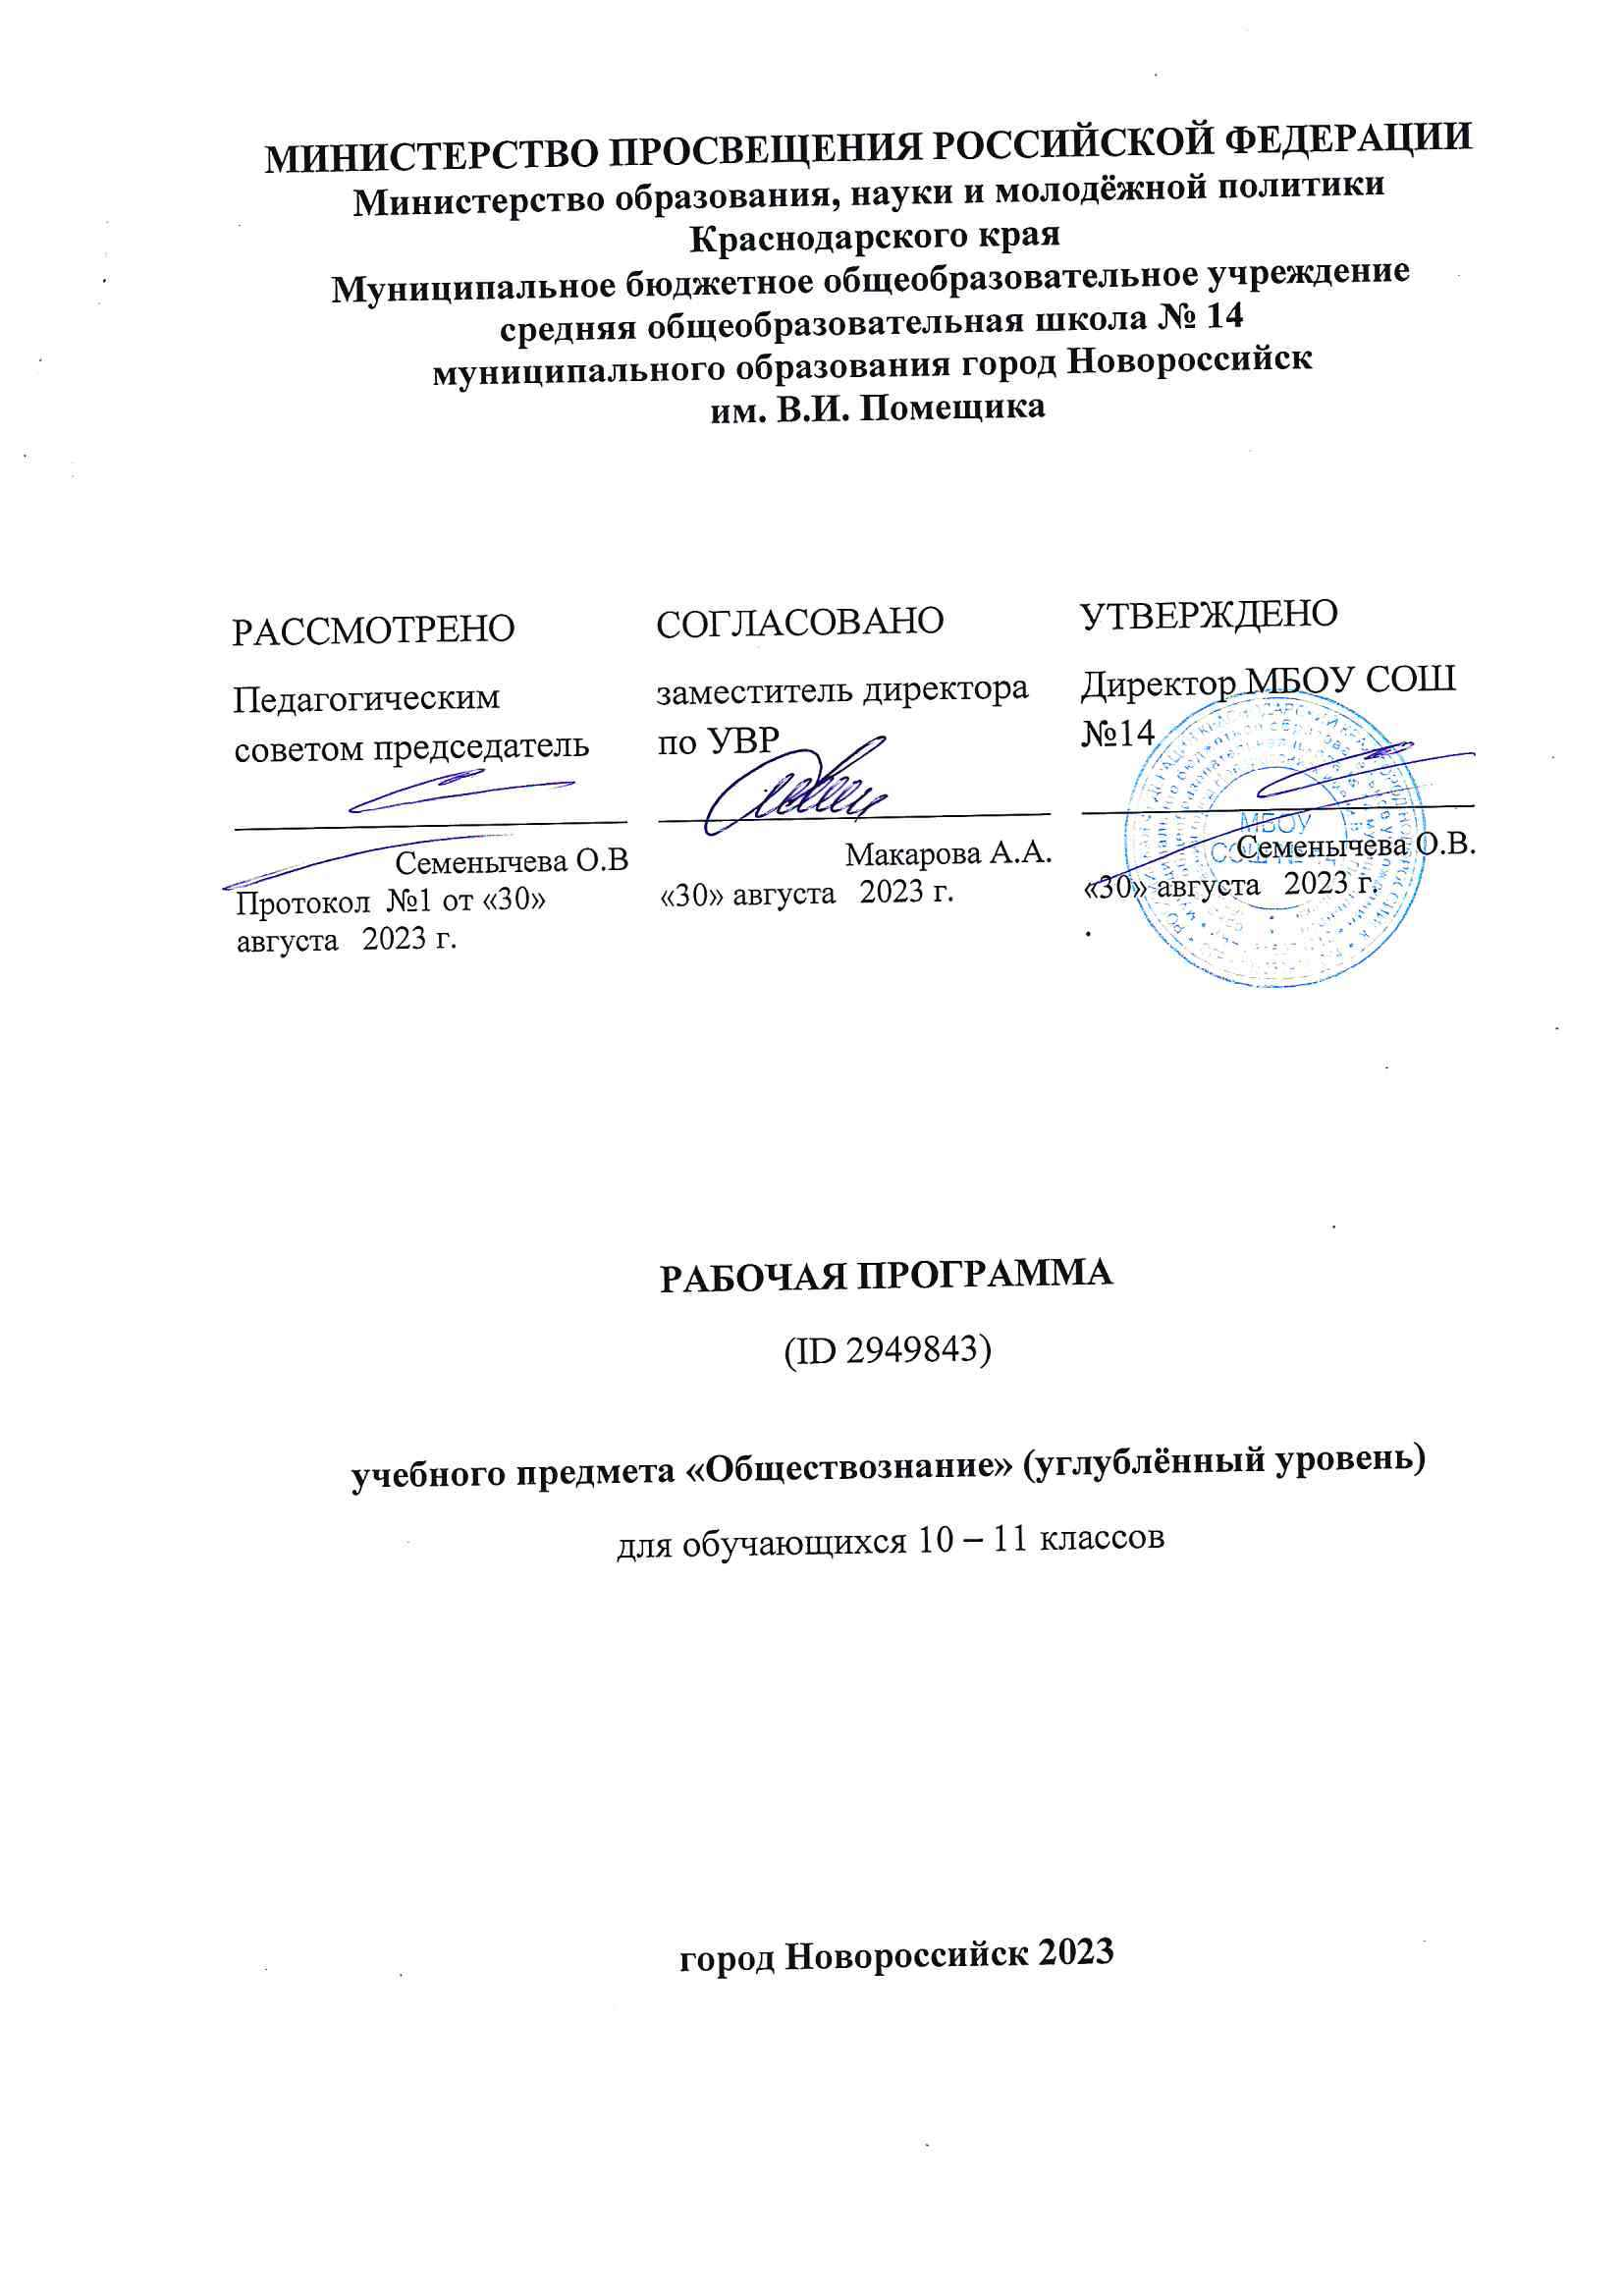 МИНИСТЕРСТВО ПРОСВЕЩЕНИЯ РОССИЙСКОЙ ФЕДЕРАЦИИ
Министерство образования, науки и молодёжной политики
Краснодарского края
Муниципальное бюджетное общеобразовательное учреждение
средняя общеобразовательная школа № 14
муниципального образования город Новороссийск
им. В.И. Помещика
РАССМОТРЕНО
Педагогическим
советом председатель
Семенычева О.В
Протокол №1 от «30»
августа 2023 г.
СОГЛАСОВАНО
заместитель директора
по УВР
Макарова А.А.
«30» августа 2023 г.
УТВЕРЖДЕНО
Директор МБОУ СОШ
№14
МБОУ
Семенычева О.В.
«30» августа 2023 г.
.
РАБОЧАЯ ПРОГРАММА
(ID 2949843)
учебного предмета «Обществознание» (углублённый уровень)
для обучающихся 10 – 11 классов
город Новороссийск 2023